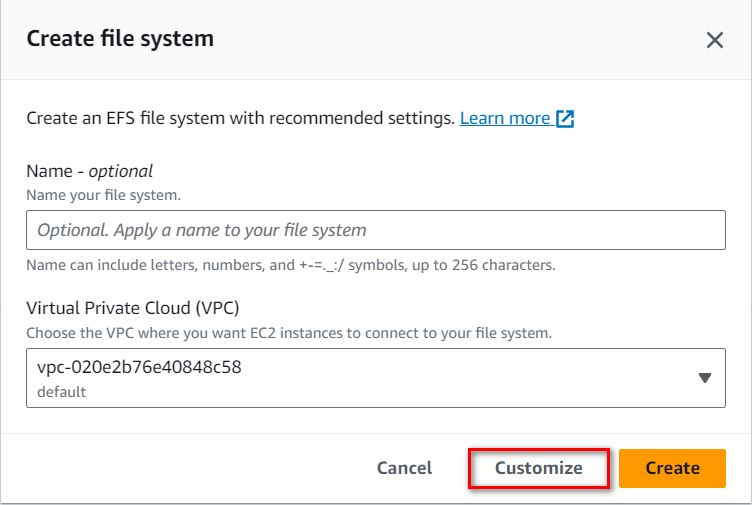 Create file system
Create an EFS file system with recommended settings. Learn more
Name - optional
Name your file system.
Optional. Apply a name to your file system
Name can include letters, numbers, and +-=._:/ symbols, up to 256 characters.
Virtual Private Cloud (VPC)
Choose the VPC where you want EC2 instances to connect to your file system.
vpc-020e2b76e40848c58
default
Cancel Customize Create